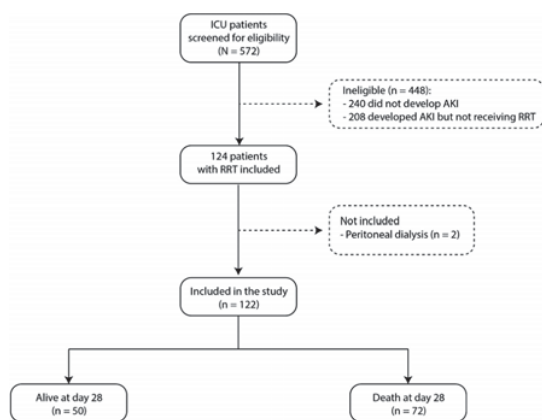 ICU patients
screened for eligibility
(N = 572)
Ineligible (n = 448):
- 240 did not develop AKI
- 208 developed AKI but not receiving RRT
124 patients
with RRT included
Not included
- Peritoneal dialysis (n = 2)
Included in the study
(n = 122)
Alive at day 28
(n = 50)
Death at day 28
(n = 72)